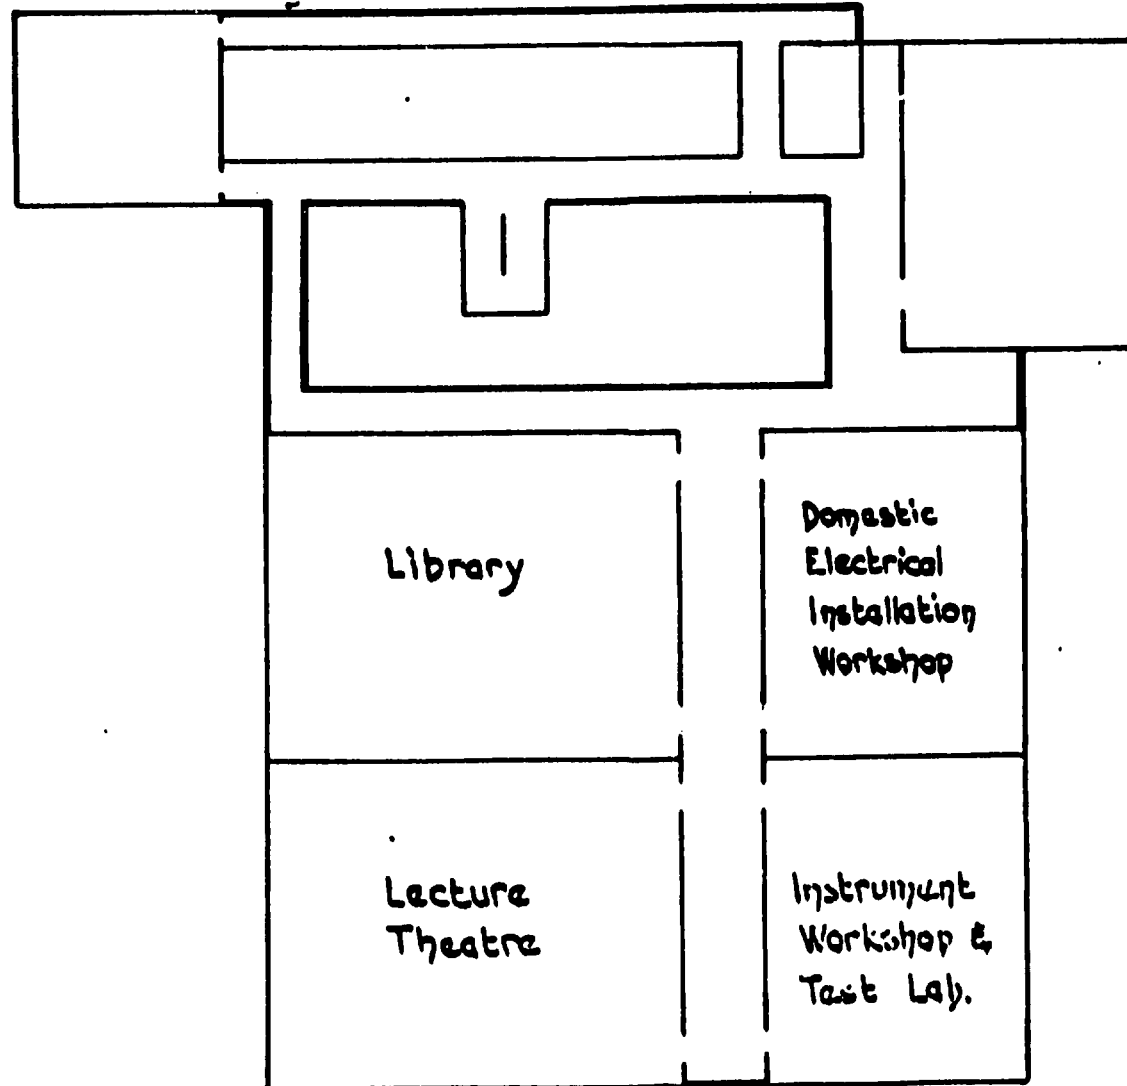 Library
Domestic
Electrical
Installation
Workshop
Lecture
Theatre
Instrument
Workshop &
Test Lab.